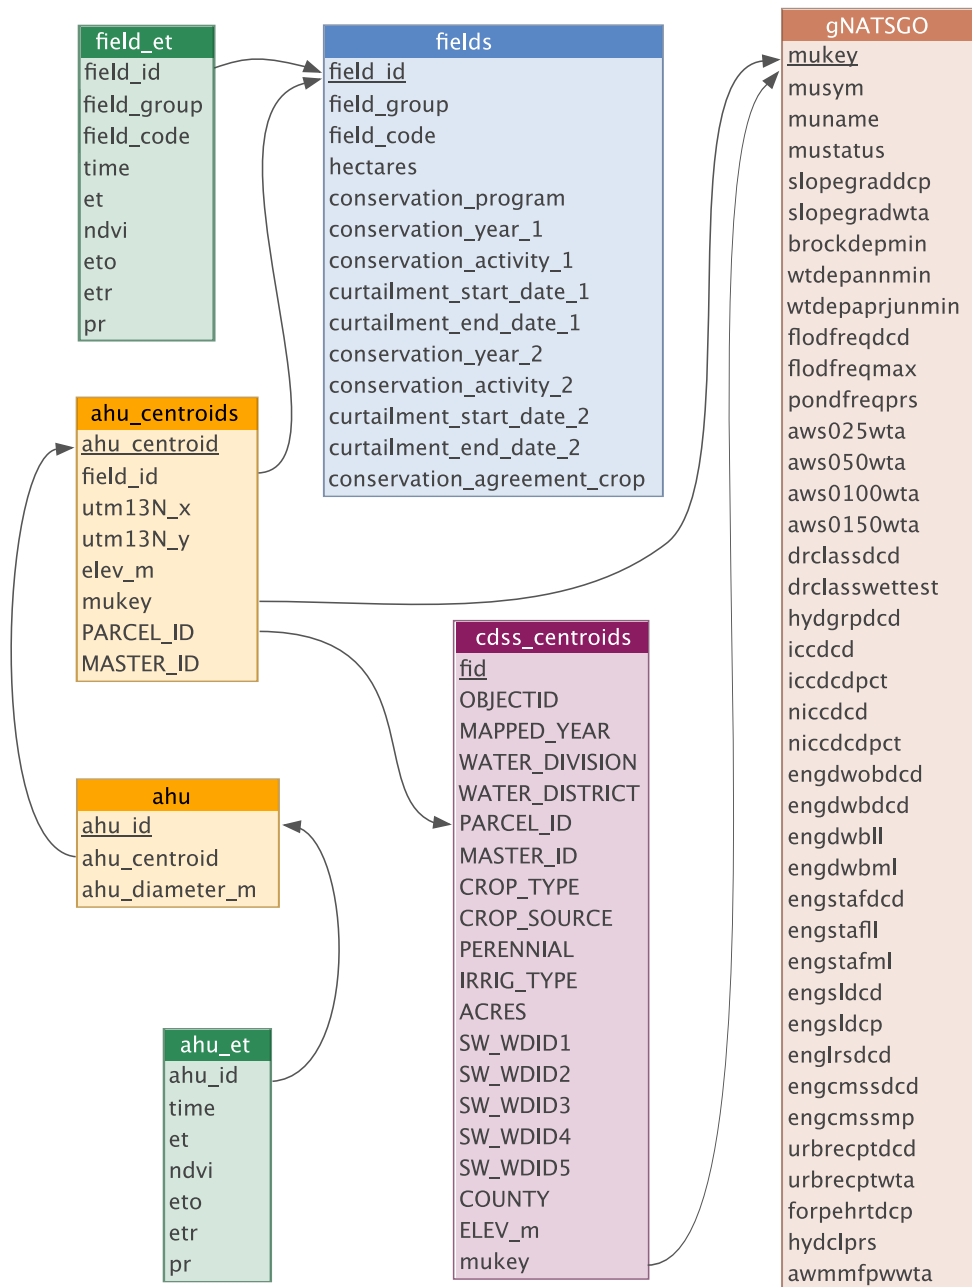 field_et
field_id
field_group
field_code
time
et
ndvi
eto
etr
pr
fields
field_id
field_group
field_code
hectares
conservation_program
conservation_year_1
conservation_activity_1
curtailment_start_date_1
curtailment_end_date_1
conservation_year_2
conservation_activity_2
curtailment_start_date_2
curtailment_end_date_2
conservation_agreement_crop
ahu_centroids
ahu_centroid
field_id
utm13N_x
utm13N_y
elev_m
mukey
PARCEL_ID
MASTER_ID
ahu
ahu_id
ahu_centroid
ahu_diameter_m
ahu_et
ahu_id
time
et
ndvi
eto
etr
pr
cdss_centroids
fid
OBJECTID
MAPPED_YEAR
WATER_DIVISION
WATER_DISTRICT
PARCEL_ID
MASTER_ID
CROP_TYPE
CROP_SOURCE
PERENNIAL
IRRIG_TYPE
ACRES
SW_WDID1
SW_WDID2
SW_WDID3
SW_WDID4
SW_WDID5
COUNTY
ELEV_m
mukey
gNATSGO
mukey
musym
muname
mustatus
slopegraddcp
slopegradwta
brockdepmin
wtdepannmin
wtdepaprjunmin
flodfreqdcd
flodfreqmax
pondfreqprs
aws025wta
aws050wta
aws0100wta
aws0150wta
drclassdcd
drclasswettest
hydgrpdcd
iccdcd
iccdcdpct
niccdcd
niccdcdpct
engdwobdcd
engdwbdcd
engdwbll
engdwbml
engstafdcd
engstafll
engstafml
engsldcd
engsldcp
englrsdcd
engcmssdcd
engcmssmp
urbrecptdcd
urbrecptwta
forpehrtdcp
hydclprs
awmmfpwwta